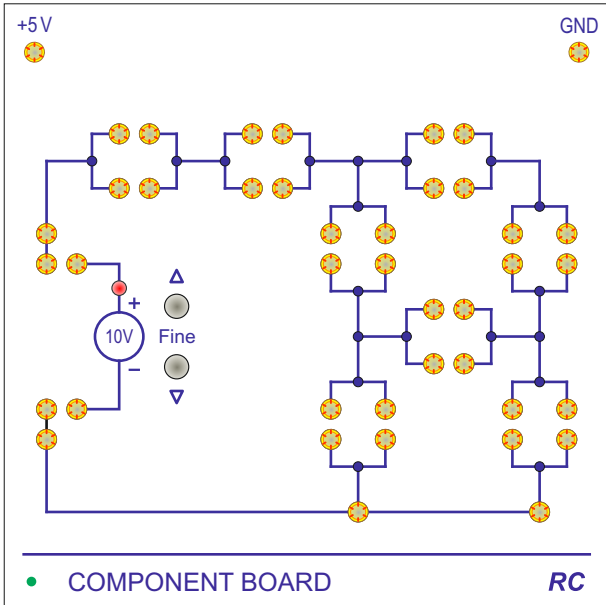 +5 V GND
+
10V Fine
−
• COMPONENT BOARD RC